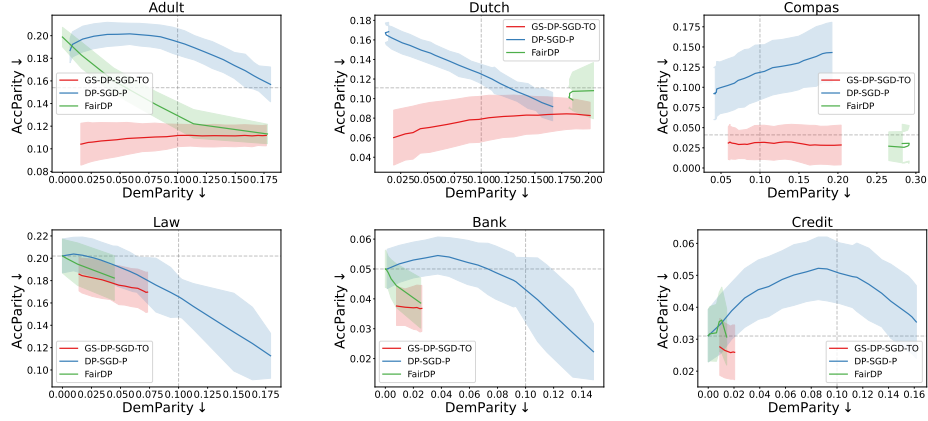 Adult
AccParity ↓
0.20
0.18
0.16
0.14
0.12
0.10
0.08
GS-DP-SGD-TO
DP-SGD-P
FairDP
0.000 0.025 0.050 0.075 0.100 0.125 0.150 0.175
DemParity ↓
Dutch
AccParity ↓
0.18
0.16
0.14
0.12
0.10
0.08
0.06
0.04
GS-DP-SGD-TO
DP-SGD-P
FairDP
0.025 0.050 0.075 0.100 0.125 0.150 0.175 0.200
DemParity ↓
Compas
AccParity ↓
0.175
0.150
0.125
0.100
0.075
0.050
0.025
0.000
GS-DP-SGD-TO
DP-SGD-P
FairDP
0.05 0.10 0.15 0.20 0.25 0.30
DemParity ↓
Law
AccParity ↓
0.22
0.20
0.18
0.16
0.14
0.12
0.10
GS-DP-SGD-TO
DP-SGD-P
FairDP
0.000 0.025 0.050 0.075 0.100 0.125 0.150 0.175
DemParity ↓
Bank
AccParity ↓
0.06
0.05
0.04
0.03
0.02
GS-DP-SGD-TO
DP-SGD-P
FairDP
0.00 0.02 0.04 0.06 0.08 0.10 0.12 0.14
DemParity ↓
Credit
AccParity ↓
0.06
0.05
0.04
0.03
0.02
GS-DP-SGD-TO
DP-SGD-P
FairDP
0.00 0.02 0.04 0.06 0.08 0.10 0.12 0.14 0.16
DemParity ↓